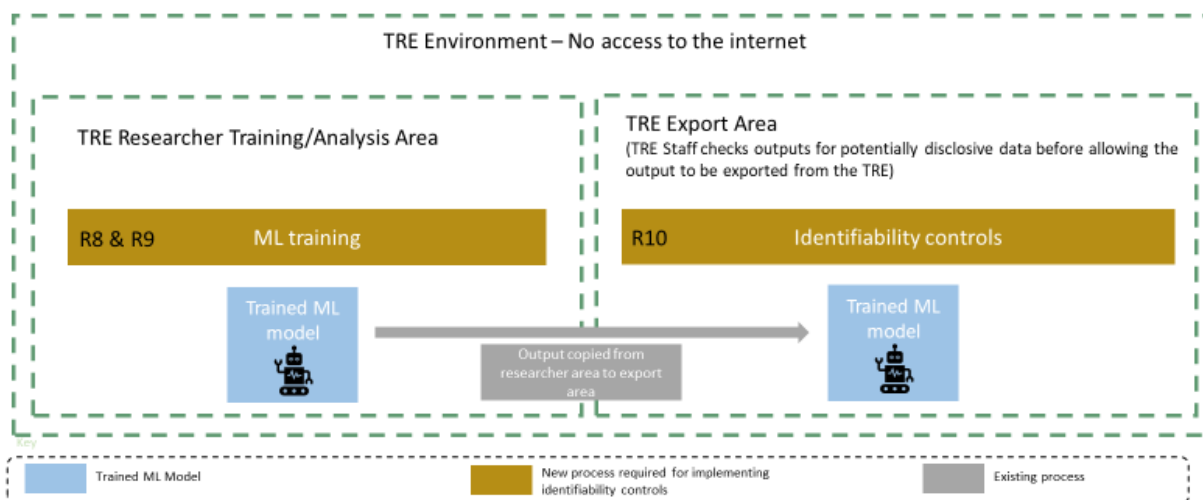 TRE Environment – No access to the internet
TRE Researcher Training/Analysis Area
TRE Export Area
(TRE Staff checks outputs for potentially disclosive data before allowing the
output to be exported from the TRE)
R8 & R9 ML training
R10 Identifiability controls
Trained ML
model
Output copied from
researcher area to export
area
Trained ML
model
Key
Trained ML Model
New process required for implementing
identifiability controls
Existing process